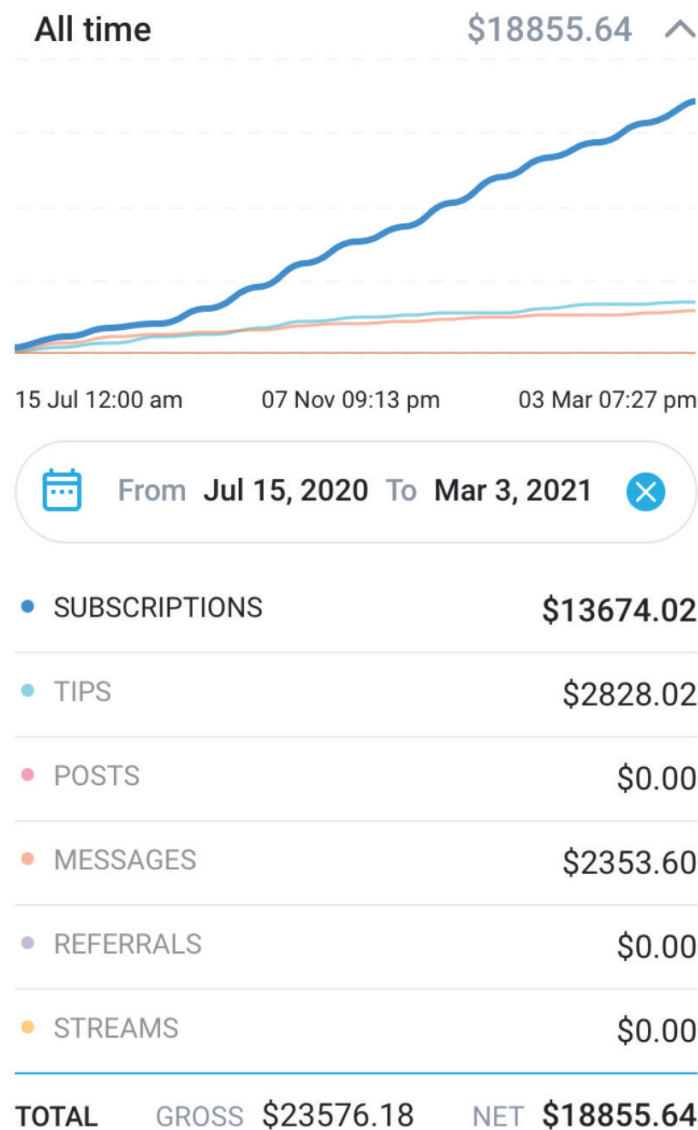 All time $18855.64
15 Jul 12:00 am 07 Nov 09:13 pm 03 Mar 07:27 pm
From Jul 15, 2020 To Mar 3, 2021
SUBSCRIPTIONS $13674.02
TIPS $2828.02
POSTS $0.00
MESSAGES $2353.60
REFERRALS $0.00
STREAMS $0.00
TOTAL GROSS $23576.18 NET $18855.64